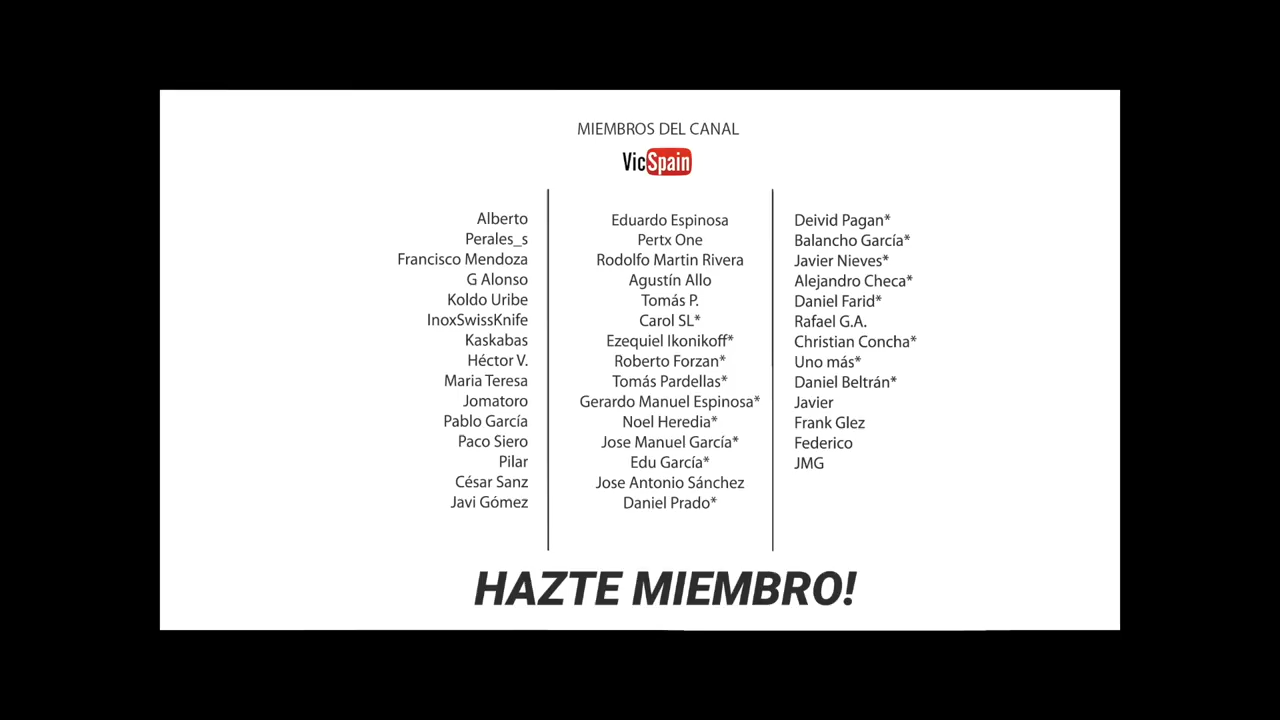 MIEMBROS DEL CANAL
VicSpain
Alberto
Perales_s
Francisco Mendoza
G Alonso
Koldo Uribe
InoxSwissKnife
Kaskabas
Héctor V.
Maria Teresa
Jomatoro
Pablo García
Paco Siero
Pilar
César Sanz
Javi Gómez
Eduardo Espinosa
Pertx One
Rodolfo Martin Rivera
Agustín Allo
Tomás P.
Carol SL*
Ezequiel Ikonikoff*
Roberto Forzan*
Tomás Pardellas*
Gerardo Manuel Espinosa*
Noel Heredia*
Jose Manuel García*
Edu García*
Jose Antonio Sánchez
Daniel Prado*
Deivid Pagan*
Balancho García*
Javier Nieves*
Alejandro Checa*
Daniel Farid*
Rafael G.A.
Christian Concha*
Uno más*
Daniel Beltrán*
Javier
Frank Glez
Federico
JMG
HAZTE MIEMBRO!